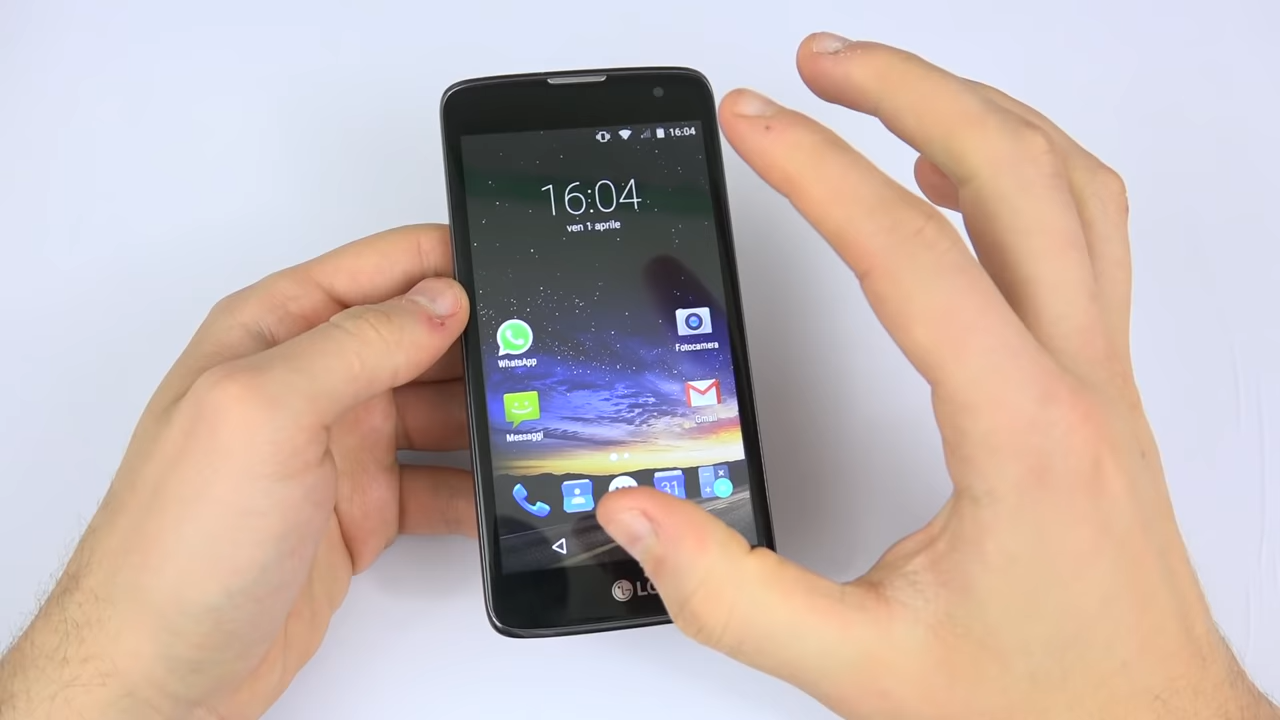 16:04
16:04
ven 1 aprile
WhatsApp
Fotocamera
Messaggi
Gmail
31
LG